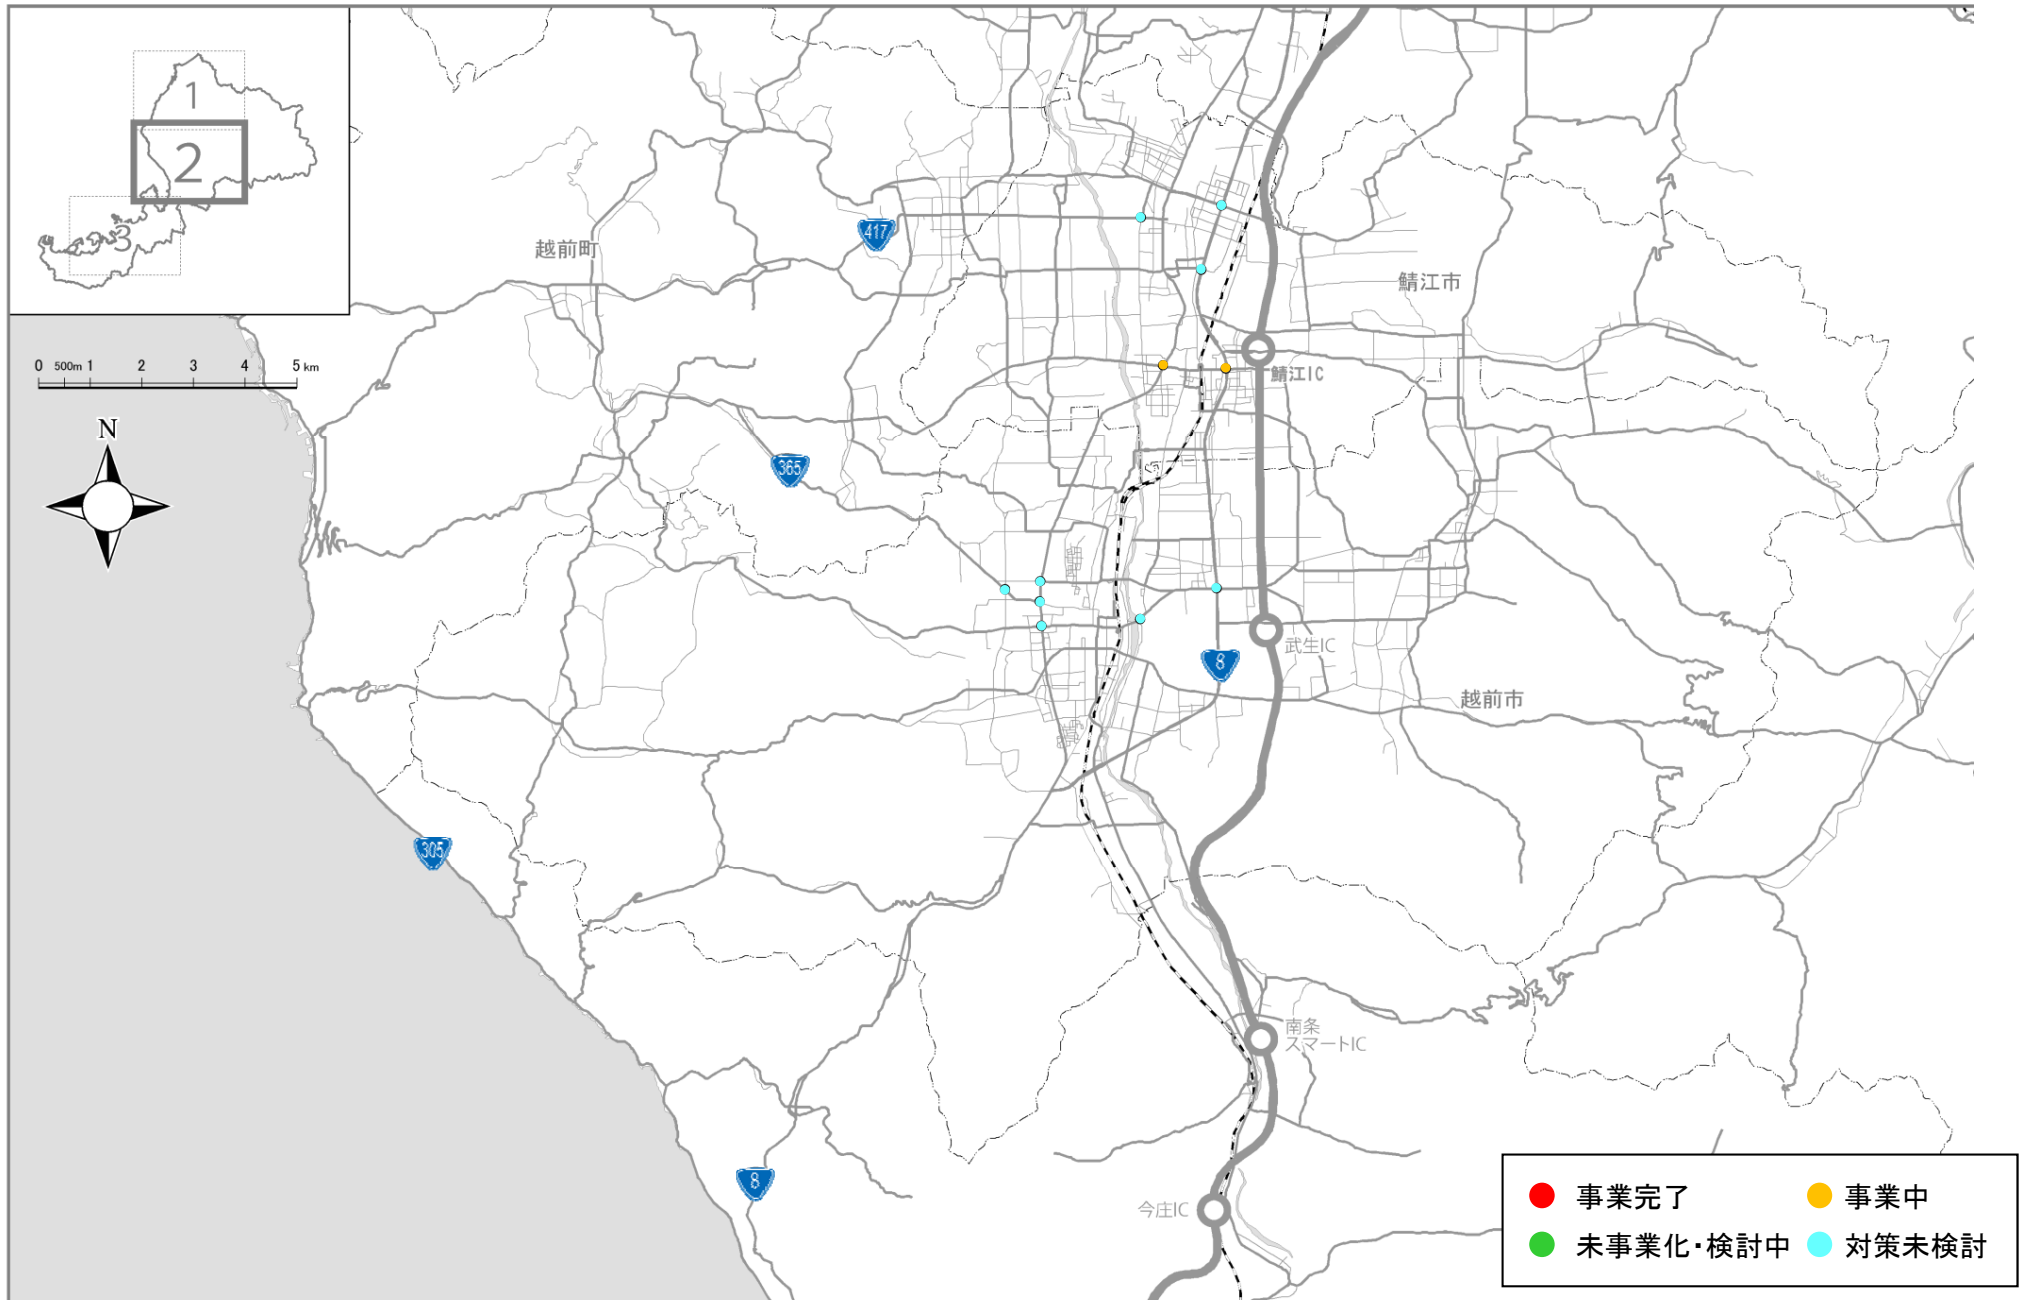 1
2
3
0 500m 1 2 3 4 5 km
N
417
越前町
鯖江市
鯖江IC
365
武生IC
8
越前市
305
南条
スマートIC
8
今庄IC
事業完了
事業中
未事業化・検討中
対策未検討